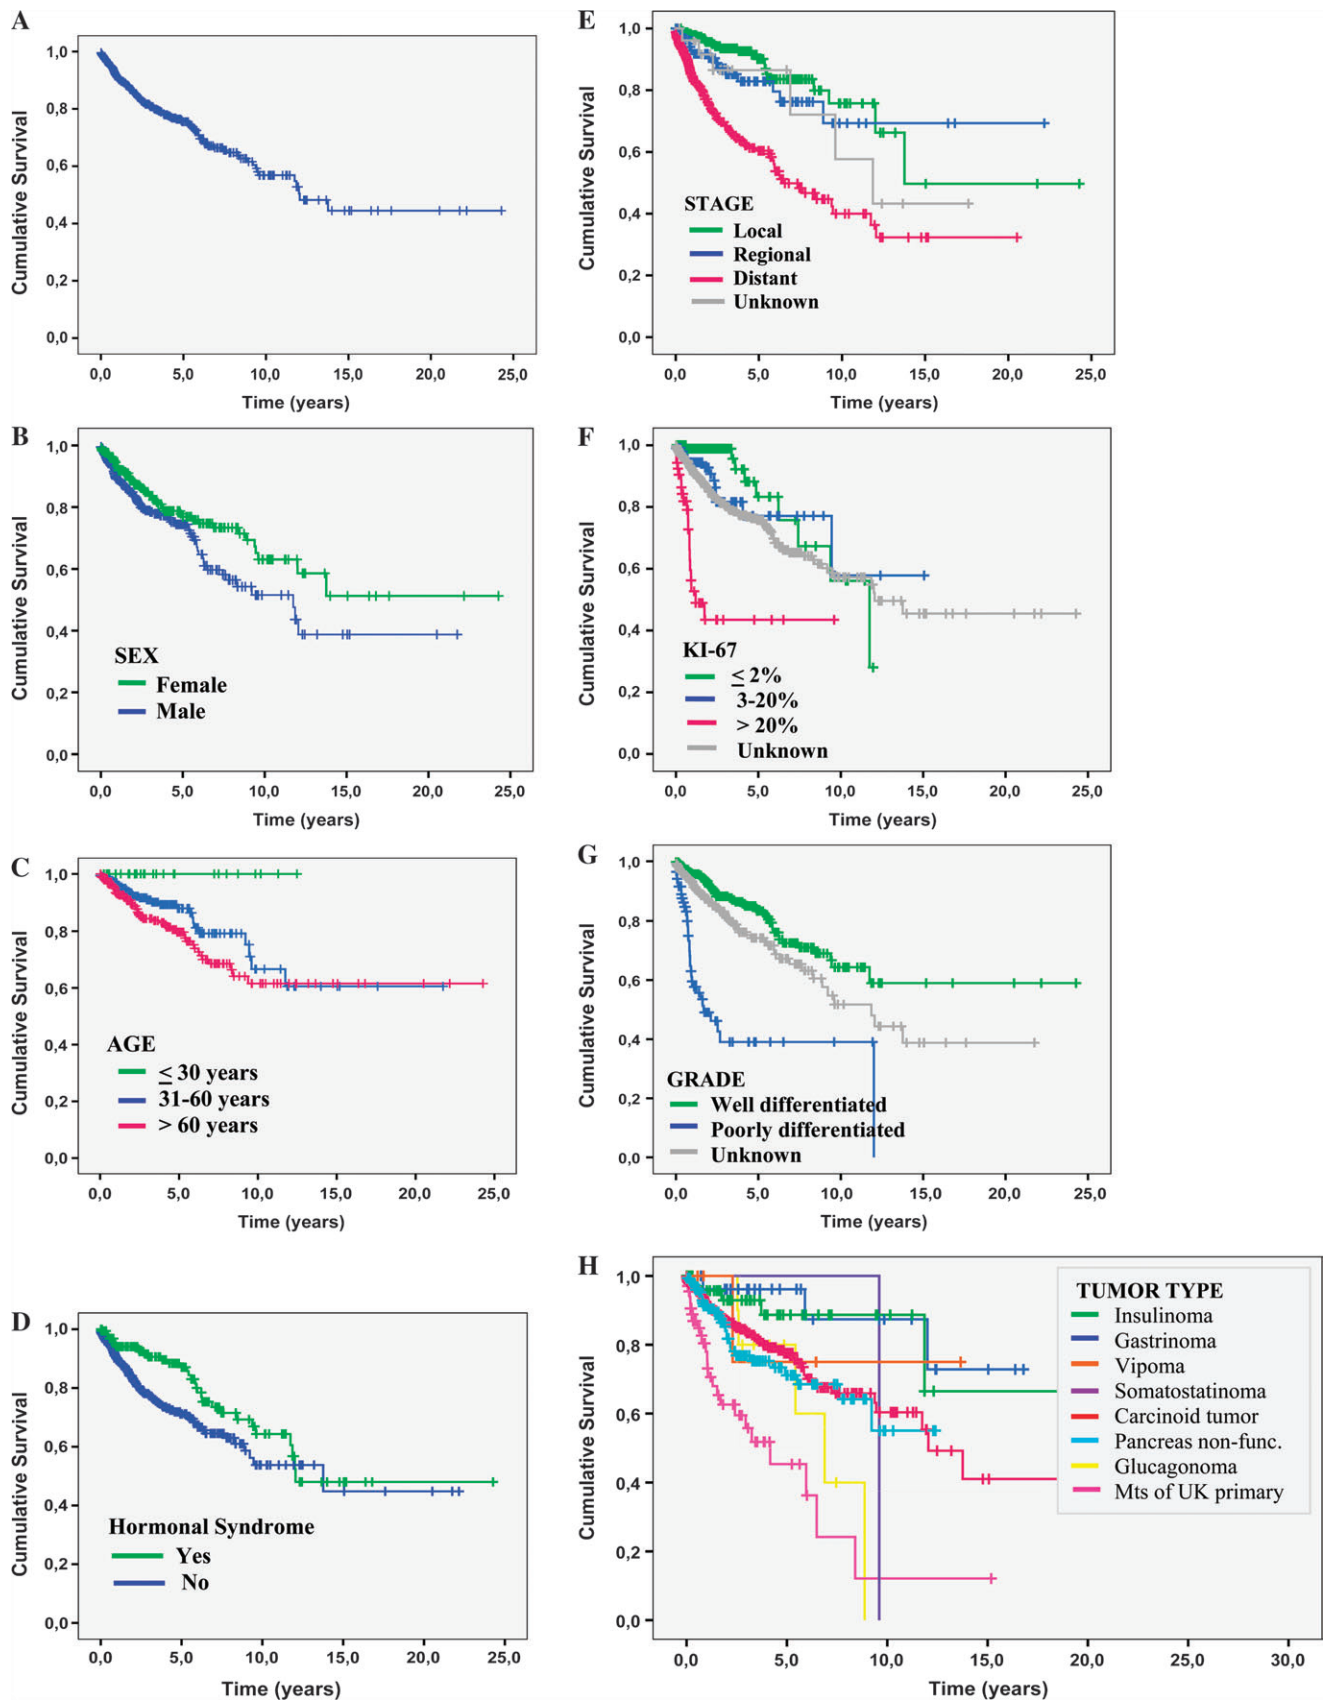 A
1,0
0,8
0,6
0,4
0,2
0,0
Cumulative Survival
0,0 5,0 10,0 15,0 20,0 25,0
Time (years)
B
1,0
0,8
0,6
0,4
0,2
0,0
Cumulative Survival
SEX
Female
Male
0,0 5,0 10,0 15,0 20,0 25,0
Time (years)
C
1,0
0,8
0,6
0,4
0,2
0,0
Cumulative Survival
AGE
≤ 30 years
31-60 years
> 60 years
0,0 5,0 10,0 15,0 20,0 25,0
Time (years)
D
1,0
0,8
0,6
0,4
0,2
0,0
Cumulative Survival
Hormonal Syndrome
Yes
No
0,0 5,0 10,0 15,0 20,0 25,0
Time (years)
E
1,0
0,8
0,6
0,4
0,2
0,0
Cumulative Survival
STAGE
Local
Regional
Distant
Unknown
0,0 5,0 10,0 15,0 20,0 25,0
Time (years)
F
1,0
0,8
0,6
0,4
0,2
0,0
Cumulative Survival
KI-67
≤ 2%
3-20%
> 20%
Unknown
0,0 5,0 10,0 15,0 20,0 25,0
Time (years)
G
1,0
0,8
0,6
0,4
0,2
0,0
Cumulative Survival
GRADE
Well differentiated
Poorly differentiated
Unknown
0,0 5,0 10,0 15,0 20,0 25,0
Time (years)
H
1,0
0,8
0,6
0,4
0,2
0,0
Cumulative Survival
TUMOR TYPE
Insulinoma
Gastrinoma
Vipoma
Somatostatinoma
Carcinoid tumor
Pancreas non-func.
Glucagonoma
Mts of UK primary
0,0 5,0 10,0 15,0 20,0 25,0 30,0
Time (years)